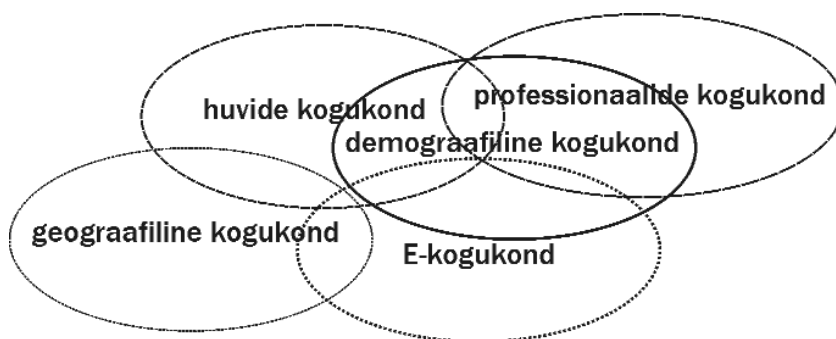 professionaalide kogukond
huvide kogukond
demograafiline kogukond
geograafiline kogukond
E-kogukond